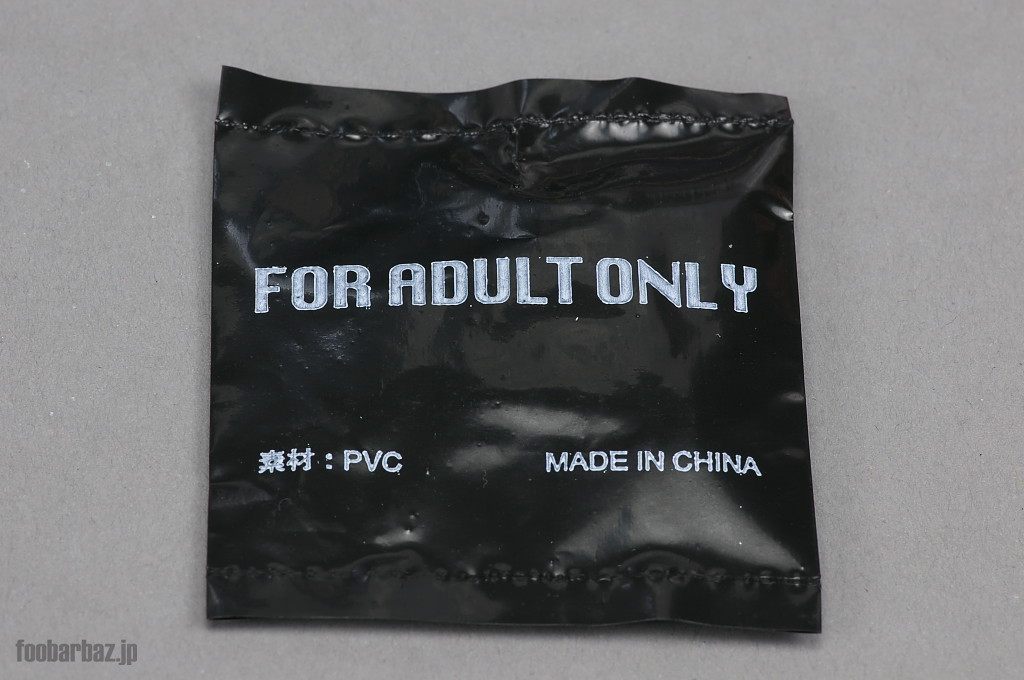 FOR ADULT ONLY
素材：PVC
MADE IN CHINA
foobarbaz.jp